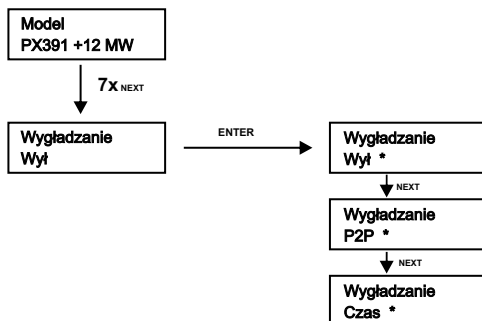 Model
PX391 +12 MW
7x NEXT
Wygładzanie
Wył
ENTER
Wygładzanie
Wył *
NEXT
Wygładzanie
P2P *
NEXT
Wygładzanie
Czas *